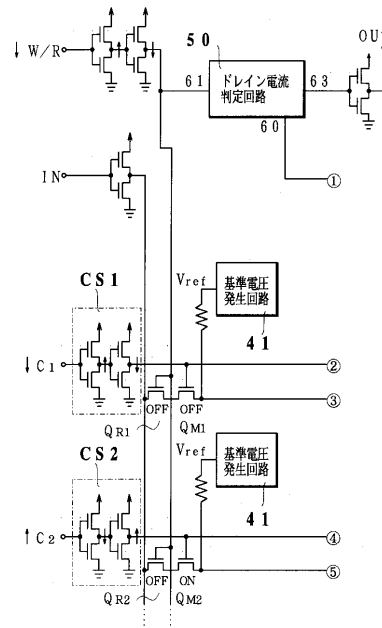 ↓ W/R
50
OUT
61
ドレイン電流
判定回路
63
60
①
IN
CS1
Vref
基準電圧
発生回路
41
↓ C1
②
③
OFF
OFF
QR1
QM1
CS2
Vref
基準電圧
発生回路
41
↑ C2
④
⑤
OFF
ON
QR2
QM2